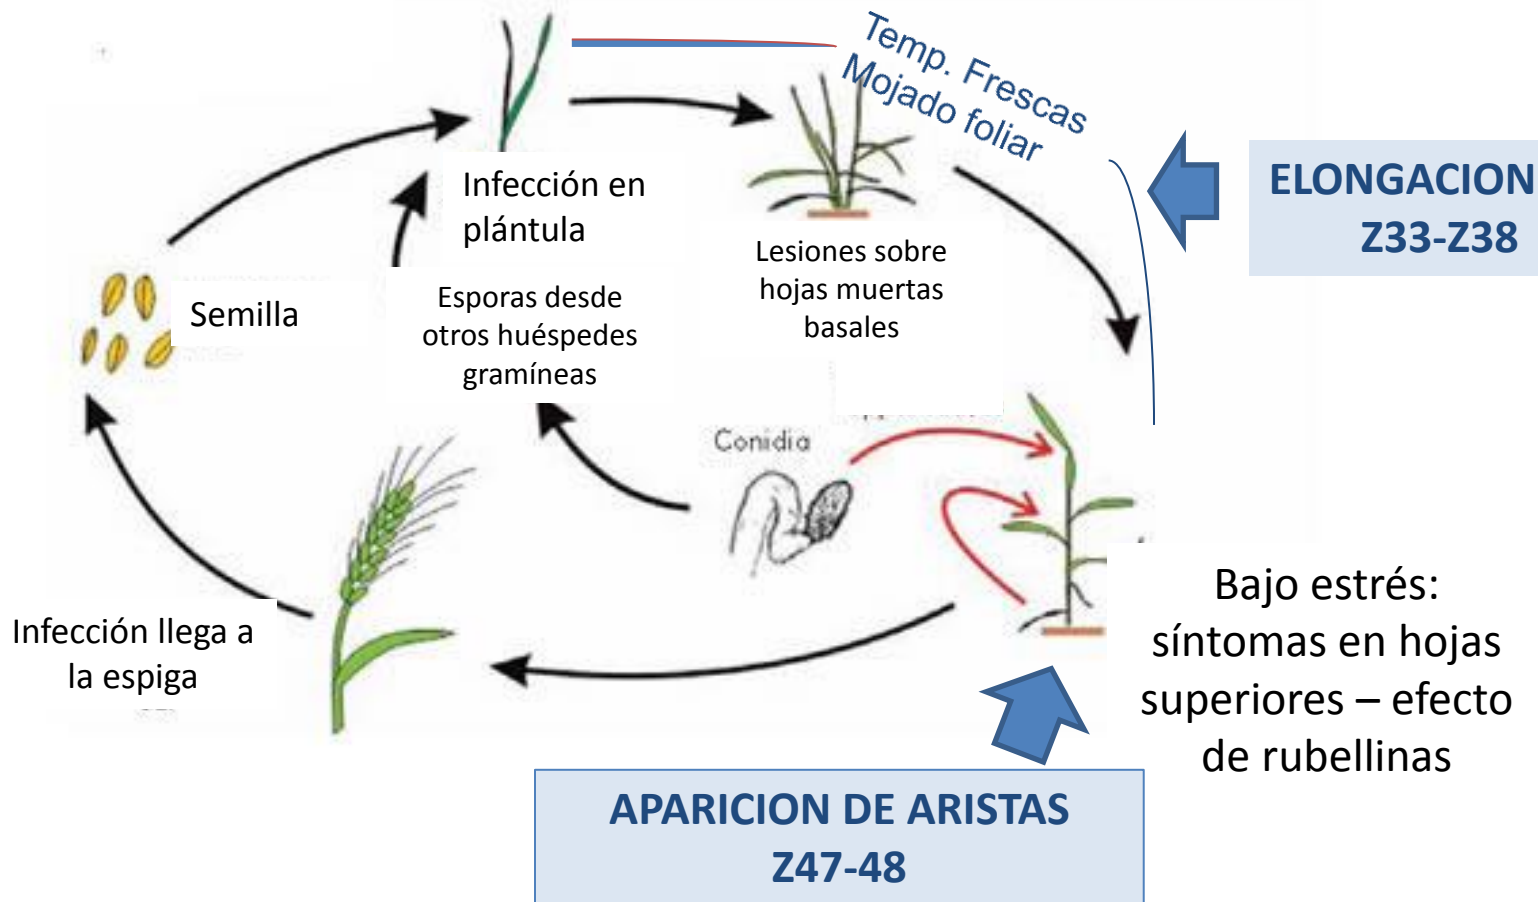 Temp. Frescas
Mojado foliar
ELONGACION
Z33-Z38
Infección en
plántula
Lesiones sobre
hojas muertas
basales
Semilla
Esporas desde
otros huéspedes
gramíneas
Conidia
Infección llega a
la espiga
Bajo estrés:
síntomas en hojas
superiores – efecto
de rubellinas
APARICION DE ARISTAS
Z47-48